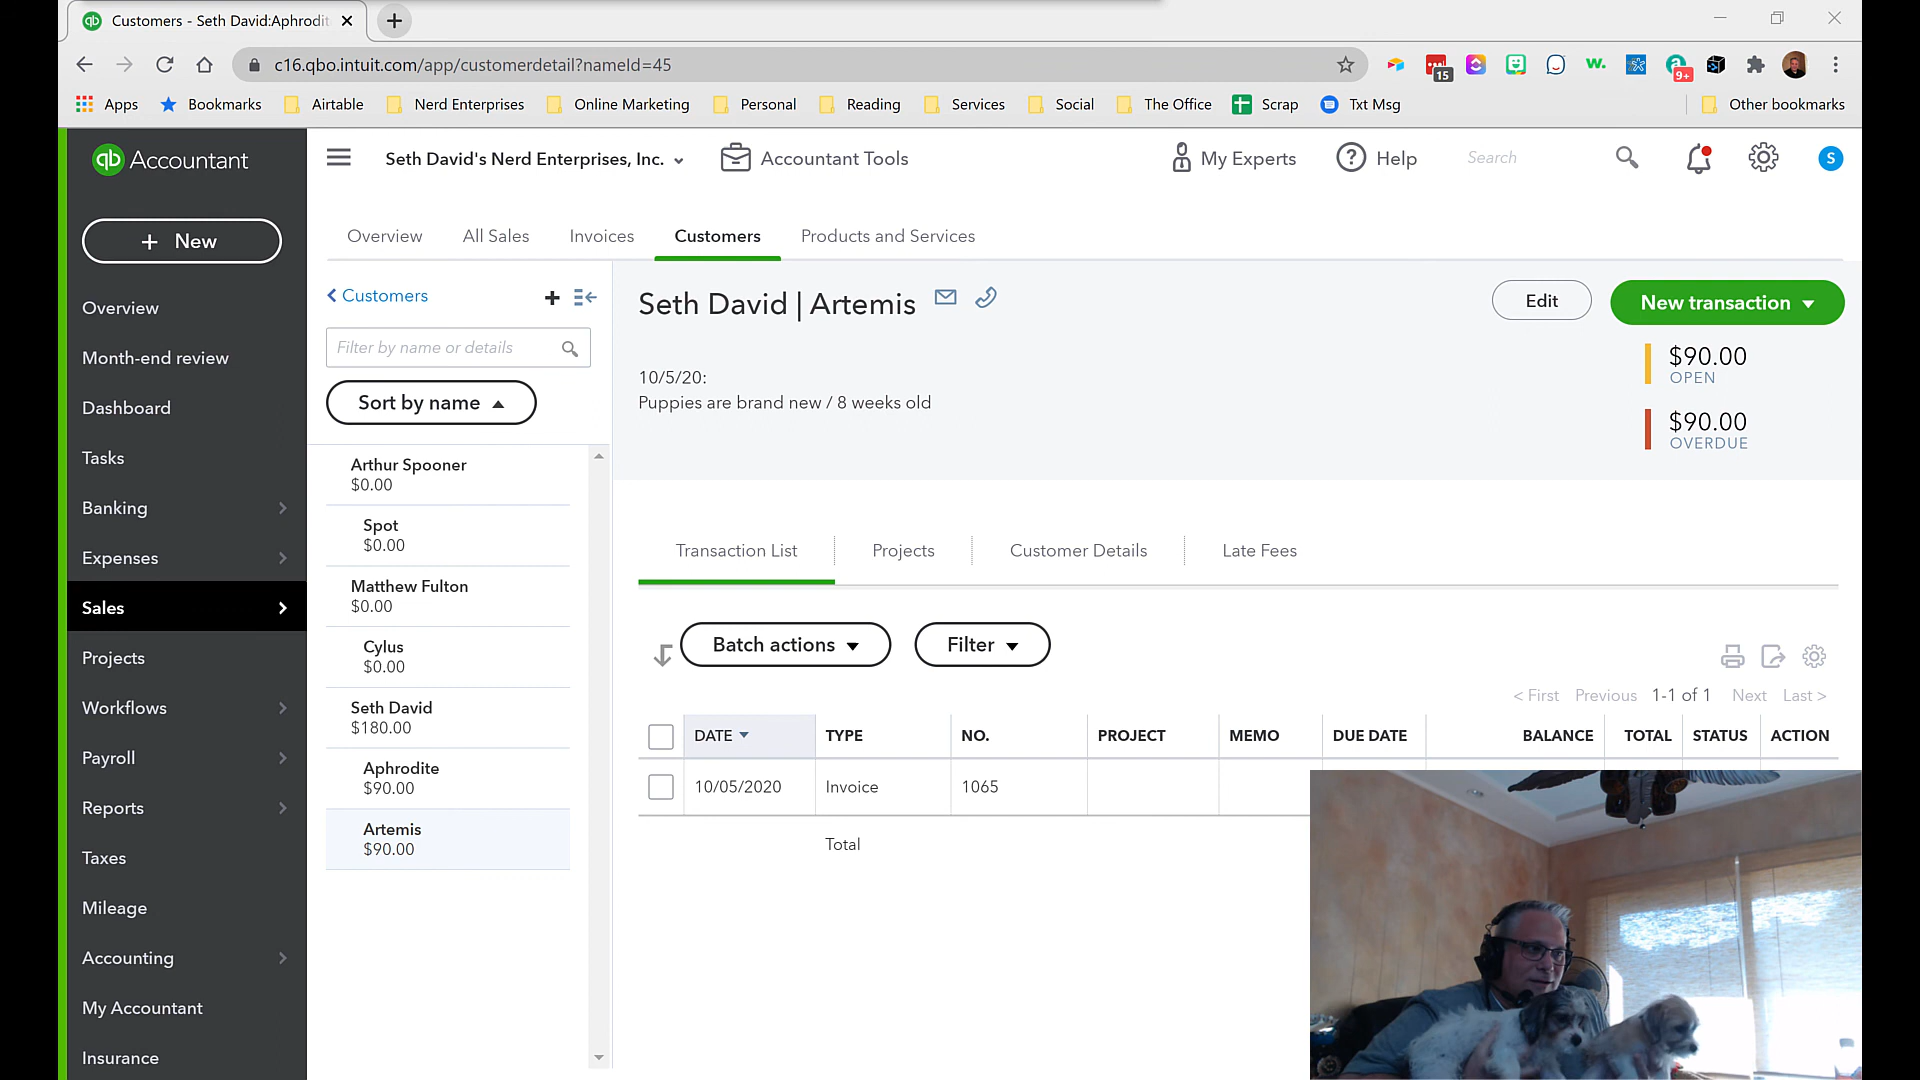 Customers - Seth David:Aphrodit
c16.qbo.intuit.com/app/customerdetail?nameId=45
15
w.
9+
Apps
Bookmarks
Airtable
Nerd Enterprises
Online Marketing
Personal
Reading
Services
Social
The Office
Scrap
Txt Msg
Other bookmarks
qb Accountant
Seth David's Nerd Enterprises, Inc.
Accountant Tools
My Experts
Help
Search
S
+ New
Overview
Month-end review
Dashboard
Tasks
Banking
Expenses
Sales
Projects
Workflows
Payroll
Reports
Taxes
Mileage
Accounting
My Accountant
Insurance
Overview
All Sales
Invoices
Customers
Products and Services
Customers
Filter by name or details
Sort by name
Arthur Spooner
$0.00
Spot
$0.00
Matthew Fulton
$0.00
Cylus
$0.00
Seth David
$180.00
Aphrodite
$90.00
Artemis
$90.00
Seth David | Artemis
Edit
New transaction
10/5/20:
Puppies are brand new / 8 weeks old
$90.00
OPEN
$90.00
OVERDUE
Transaction List
Projects
Customer Details
Late Fees
Batch actions
Filter
< First Previous 1-1 of 1 Next Last >
DATE TYPE NO. PROJECT MEMO DUE DATE BALANCE TOTAL STATUS ACTION
10/05/2020 Invoice 1065
Total